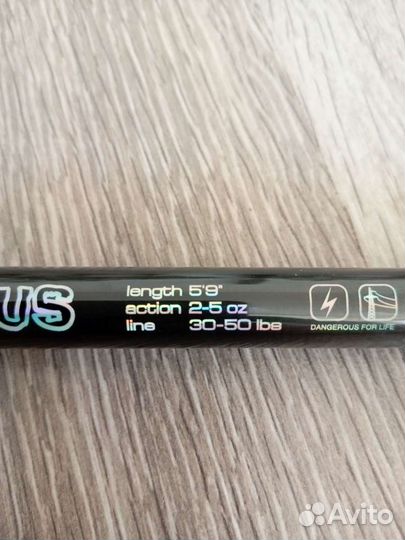 US
length 5'9"
action 2-5 oz
line 30-50 lbs
DANGEROUS FOR LIFE
Avito